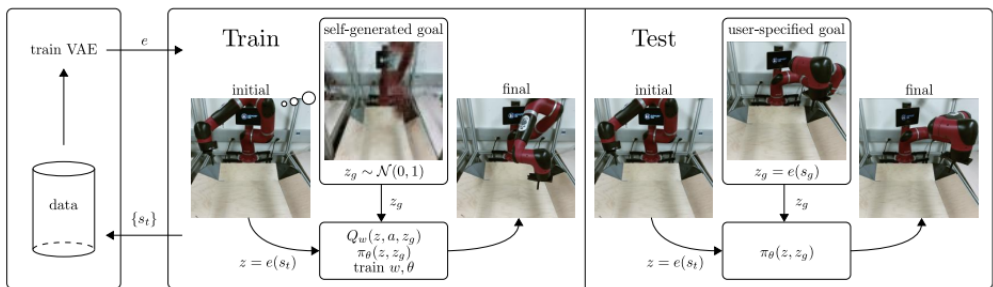 train VAE
e
data
{s_t}
Train
self-generated goal
initial
final
z_g ∼ 𝒩(0, 1)
z_g
z = e(s_t)
Q_w(z, a, z_g)
π_θ(z, z_g)
train w, θ
Test
user-specified goal
initial
final
z_g = e(s_g)
z_g
z = e(s_t)
π_θ(z, z_g)